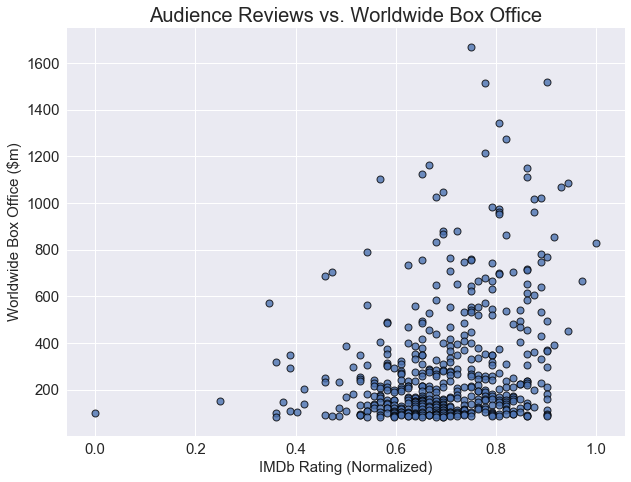 Audience Reviews vs. Worldwide Box Office
Worldwide Box Office ($m)
1600
1400
1200
1000
800
600
400
200
0.0 0.2 0.4 0.6 0.8 1.0
IMDb Rating (Normalized)